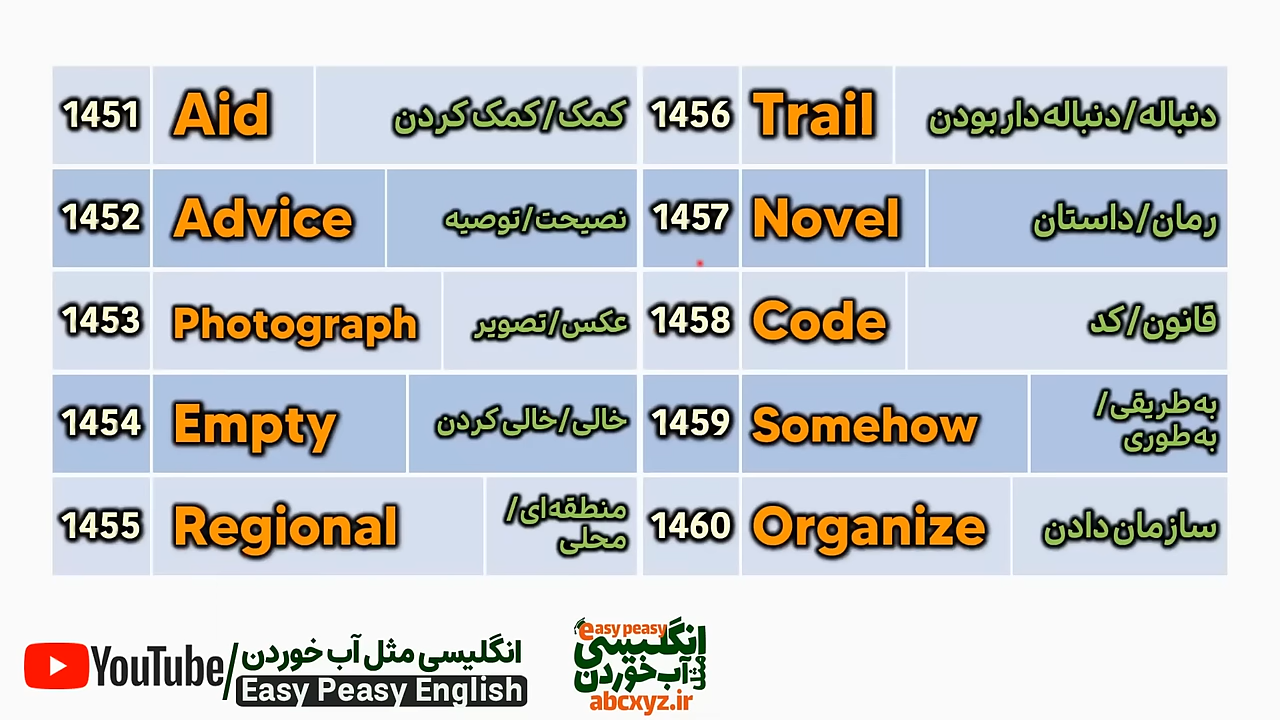 1451 Aid کمک/کمک کردن
1452 Advice نصیحت/توصیه
1453 Photograph عکس/تصویر
1454 Empty خالی/خالی کردن
1455 Regional منطقه‌ای/
محلی
1456 Trail دنباله/دنباله‌دار بودن
1457 Novel رمان/داستان
1458 Code قانون/کد
1459 Somehow به‌طریقی/
به‌طوری
1460 Organize سازمان دادن
YouTube/انگلیسی مثل آب خوردن
Easy Peasy English
easy peasy
انگلیسی
مثل آب خوردن
abcxyz.ir